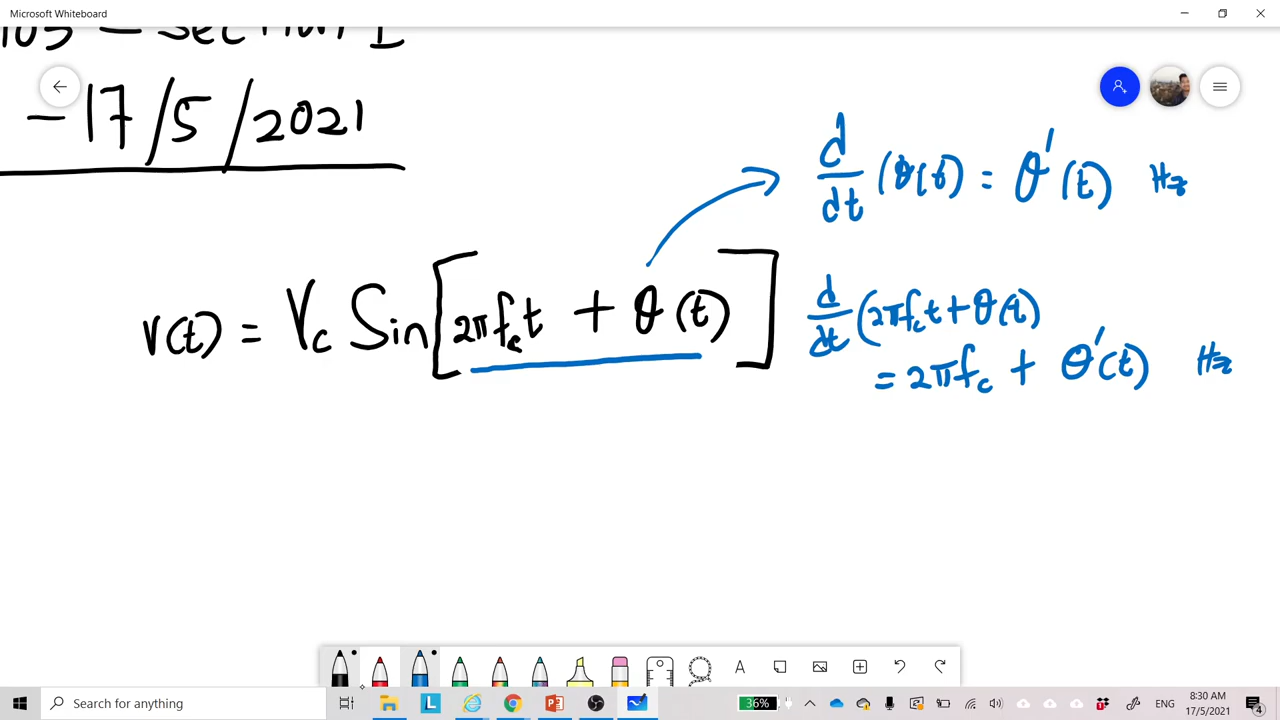 Microsoft Whiteboard
- 17/5/2021
d/dt (θ(t) = θ'(t) Hz
v(t) = Vc Sin[2πfct + θ(t)]
d/dt (2πfct + θ(t)
= 2πfc + θ'(t) Hz
A
Search for anything
L
36%
ENG
8:30 AM
17/5/2021
4